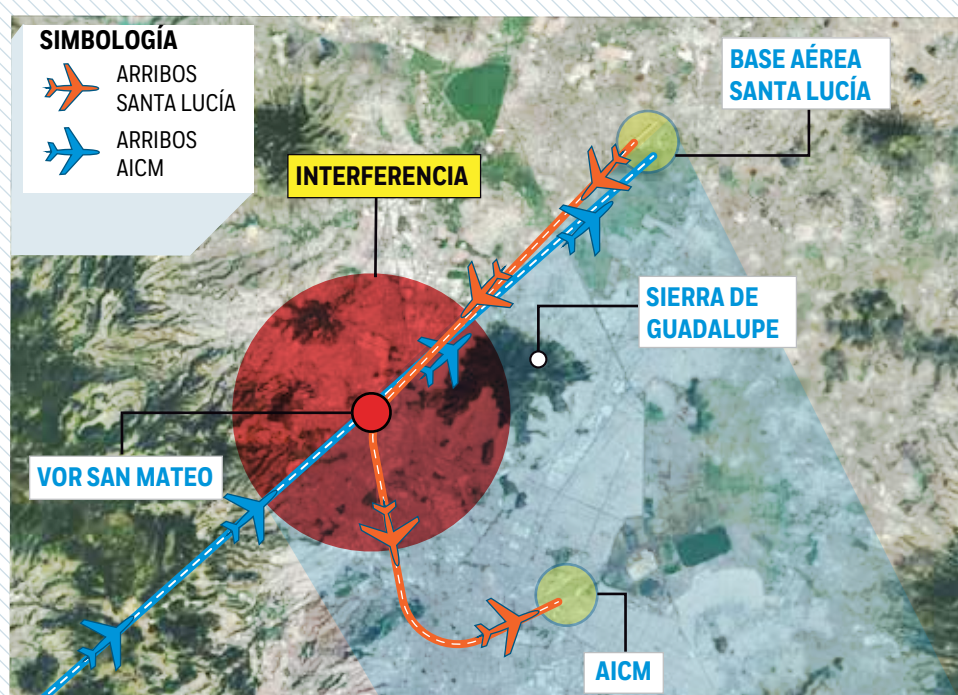 SIMBOLOGÍA
ARRIBOS
SANTA LUCÍA
ARRIBOS
AICM
BASE AÉREA
SANTA LUCÍA
INTERFERENCIA
SIERRA DE
GUADALUPE
VOR SAN MATEO
AICM